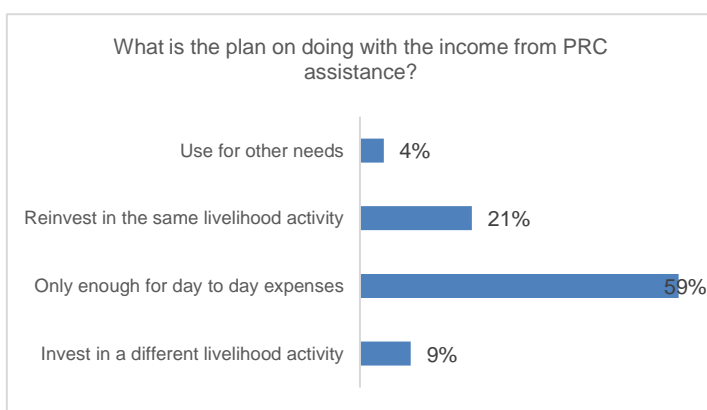 What is the plan on doing with the income from PRC
assistance?
Use for other needs
4%
Reinvest in the same livelihood activity
21%
Only enough for day to day expenses
59%
Invest in a different livelihood activity
9%